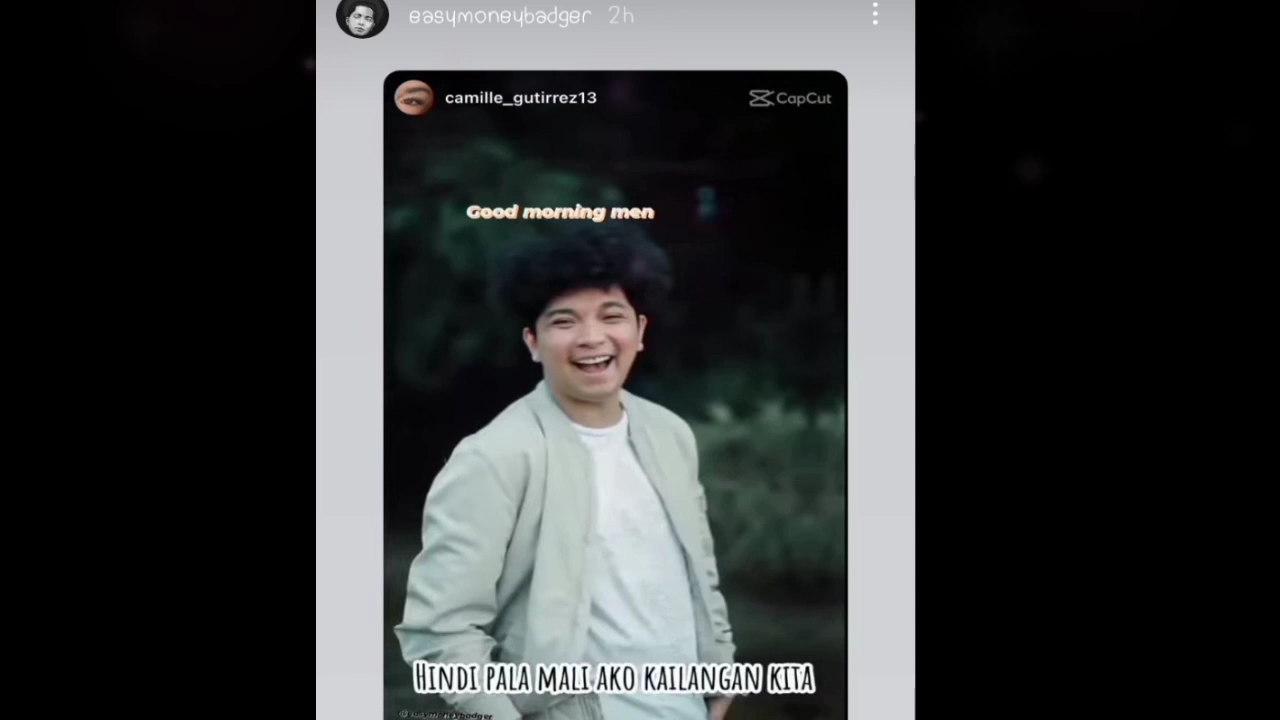 easymoneybadger 2h
camille_gutirrez13
CapCut
Good morning men
HINDI PALA MALI AKO KAILANGAN KITA